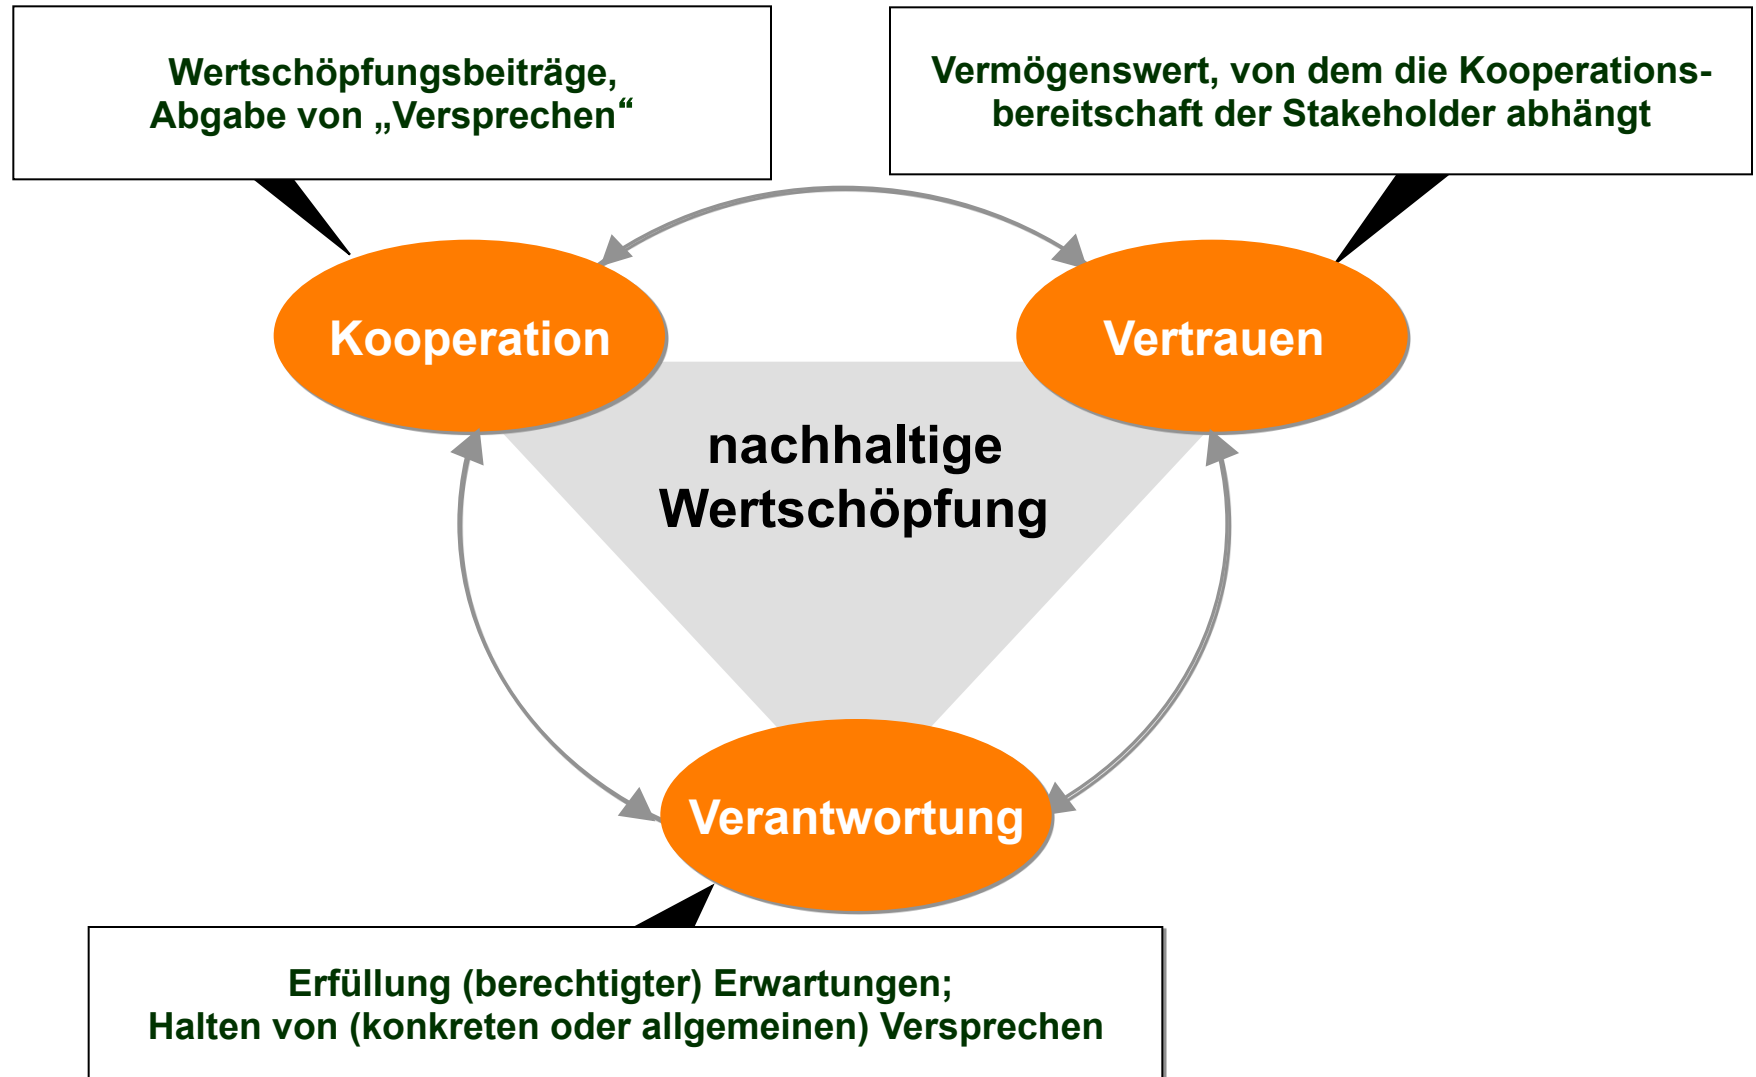 Wertschöpfungsbeiträge,
Abgabe von „Versprechen“
Vermögenswert, von dem die Kooperations-
bereitschaft der Stakeholder abhängt
Kooperation
Vertrauen
nachhaltige
Wertschöpfung
Verantwortung
Erfüllung (berechtigter) Erwartungen;
Halten von (konkreten oder allgemeinen) Versprechen